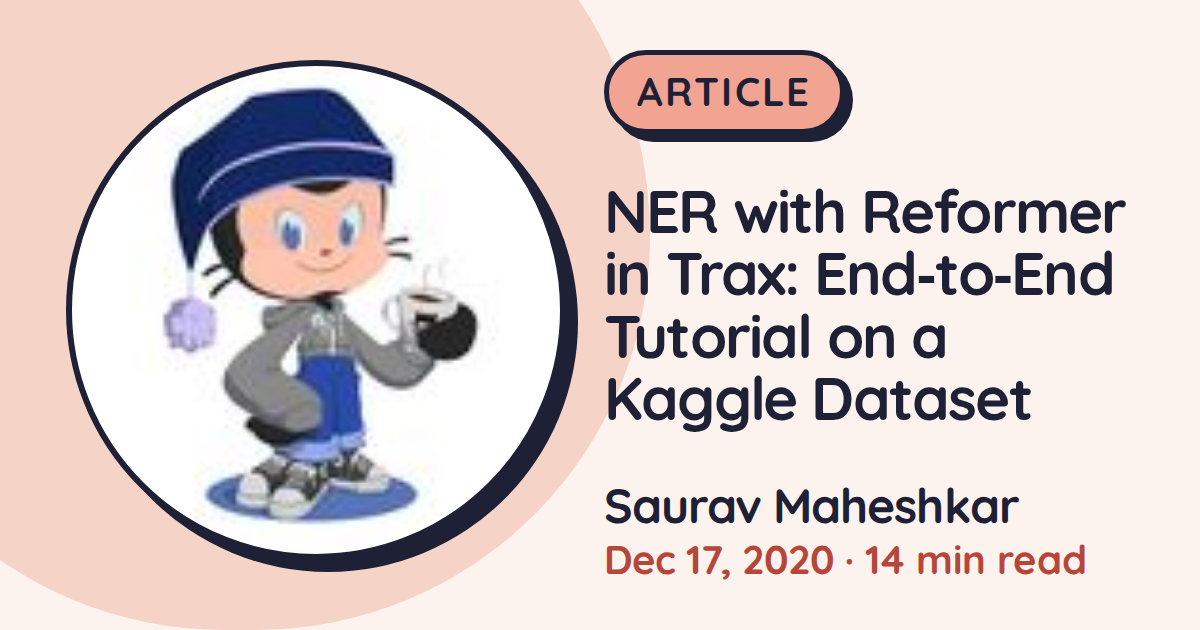 ARTICLE
NER with Reformer
in Trax: End-to-End
Tutorial on a
Kaggle Dataset
Saurav Maheshkar
Dec 17, 2020 · 14 min read